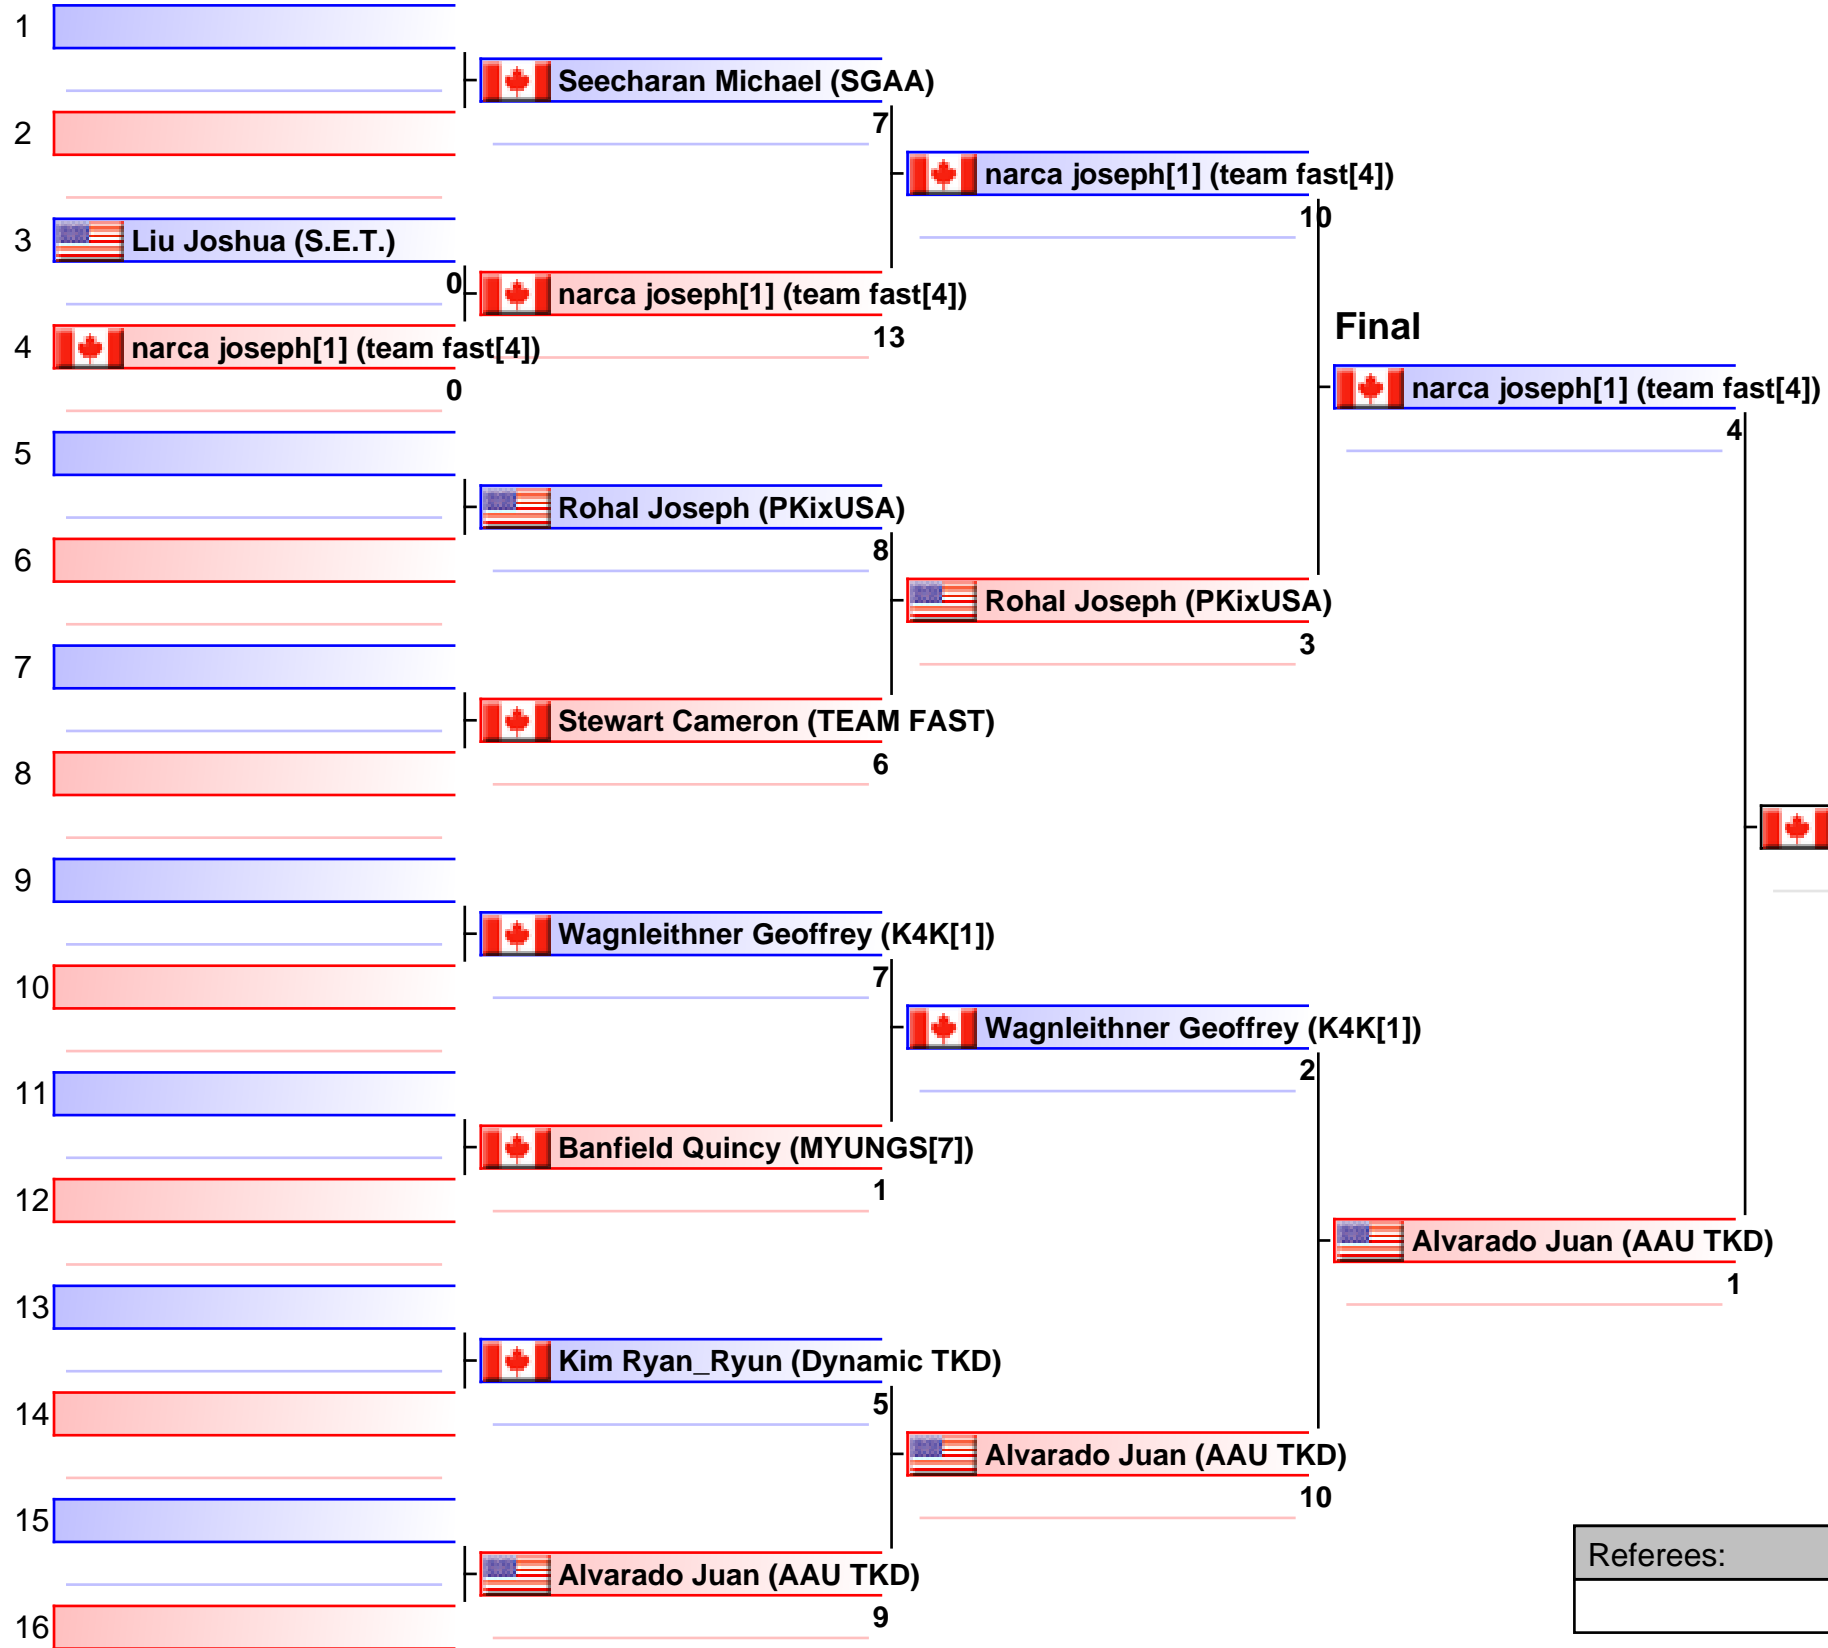 1
Seecharan Michael (SGAA)
7
2
narca joseph[1] (team fast[4])
10
3
Liu Joshua (S.E.T.)
0
narca joseph[1] (team fast[4])
13
4
narca joseph[1] (team fast[4])
0
Final
narca joseph[1] (team fast[4])
4
5
Rohal Joseph (PKixUSA)
8
6
Rohal Joseph (PKixUSA)
3
7
Stewart Cameron (TEAM FAST)
6
8
9
Wagnleithner Geoffrey (K4K[1])
7
10
Wagnleithner Geoffrey (K4K[1])
2
11
Banfield Quincy (MYUNGS[7])
1
12
Alvarado Juan (AAU TKD)
1
13
Kim Ryan_Ryun (Dynamic TKD)
5
14
Alvarado Juan (AAU TKD)
10
15
Alvarado Juan (AAU TKD)
9
16
Referees: